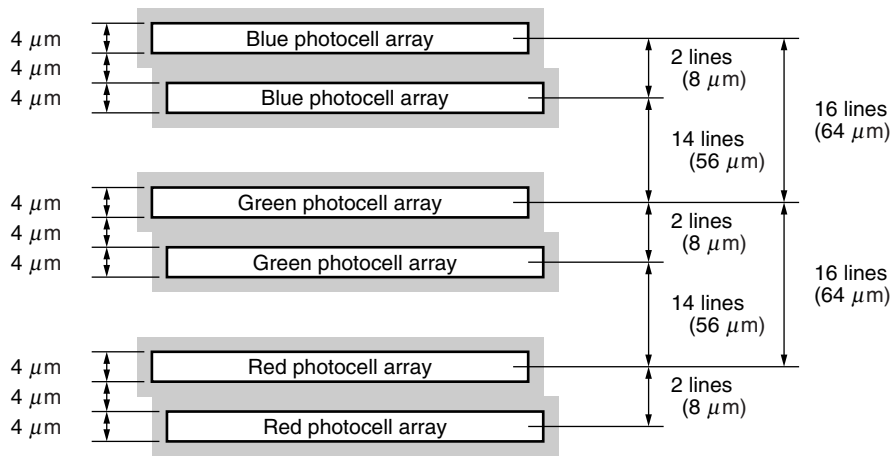 4 μm
4 μm
4 μm
Blue photocell array
Blue photocell array
2 lines
(8 μm)
14 lines
(56 μm)
16 lines
(64 μm)
4 μm
4 μm
4 μm
Green photocell array
Green photocell array
2 lines
(8 μm)
14 lines
(56 μm)
16 lines
(64 μm)
4 μm
4 μm
4 μm
Red photocell array
Red photocell array
2 lines
(8 μm)